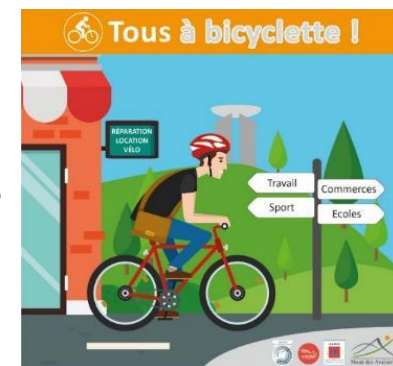 Tous à bicyclette !
RÉPARATION
LOCATION
VÉLO
Travail
Commerces
Sport
Ecoles